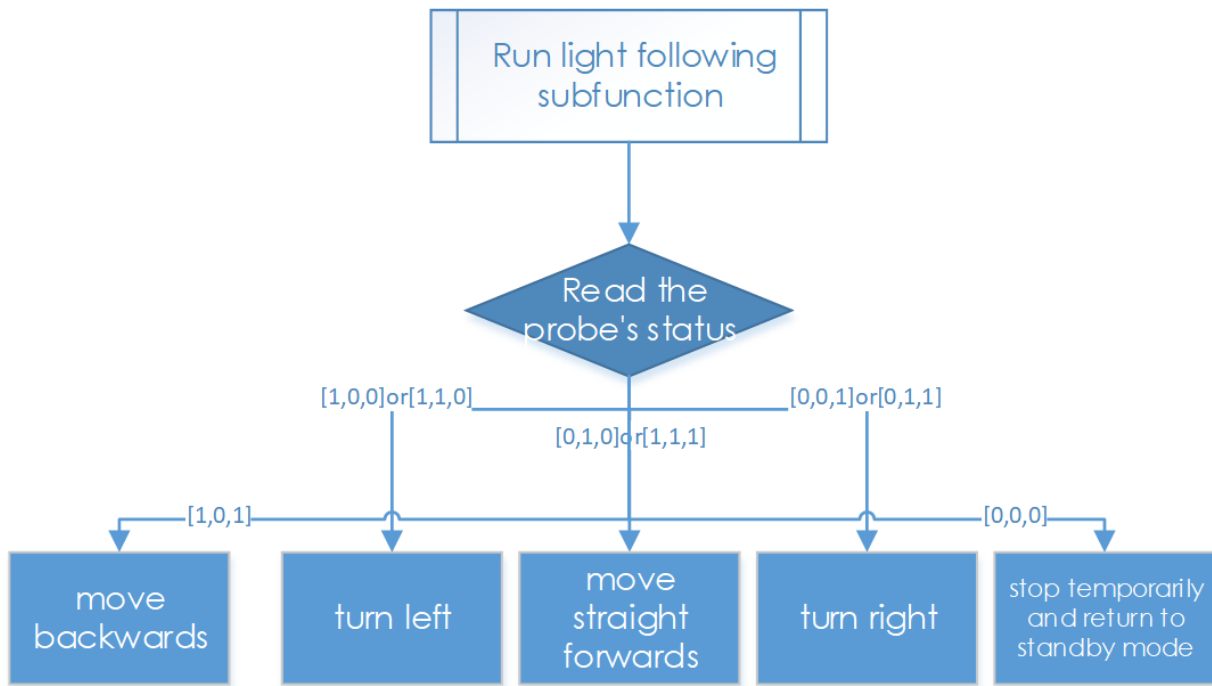 Run light following
subfunction
Read the
probe's status
[1,0,0]or[1,1,0]
[0,0,1]or[0,1,1]
[0,1,0]or[1,1,1]
[1,0,1]
[0,0,0]
move
backwards
turn left
move
straight
forwards
turn right
stop temporarily
and return to
standby mode